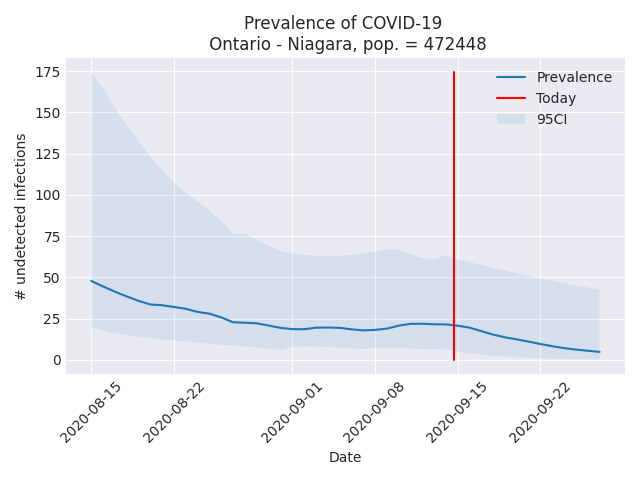 Prevalence of COVID-19
Ontario - Niagara, pop. = 472448
175
150
125
100
75
50
25
0
# undetected infections
Prevalence
Today
95CI
2020-08-15
2020-08-22
2020-09-01
2020-09-08
2020-09-15
2020-09-22
Date